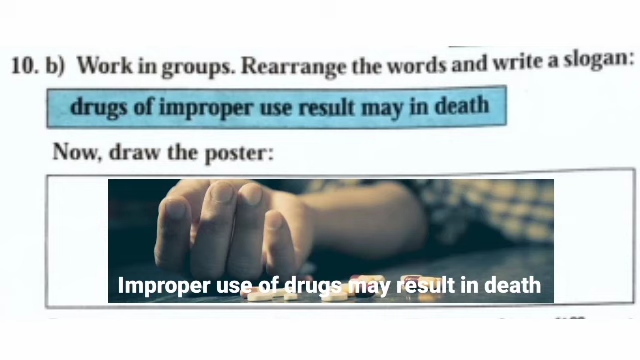 10. b) Work in groups. Rearrange the words and write a slogan:
drugs of improper use result may in death
Now, draw the poster:
Improper use of drugs may result in death